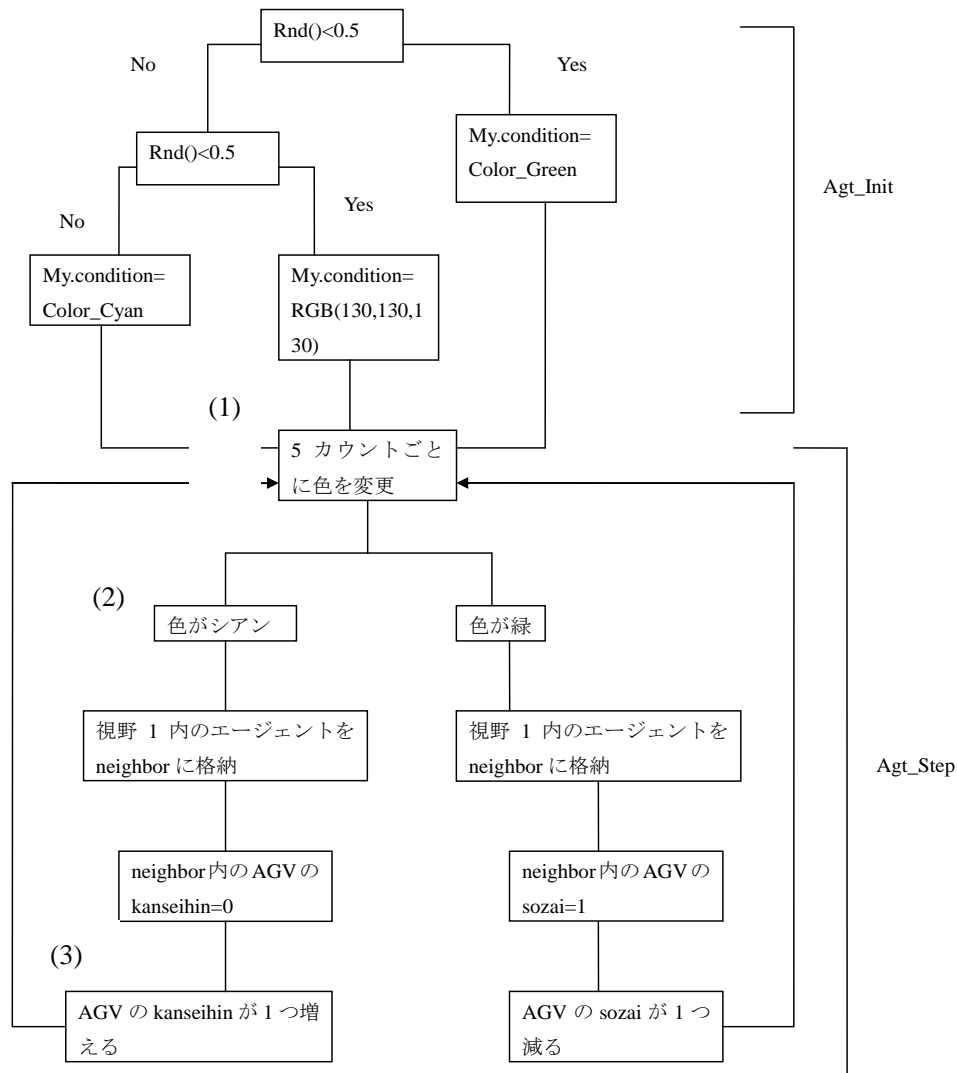 Rnd()<0.5
No
Yes
Rnd()<0.5
My.condition=
Color_Green
Agt_Init
No
Yes
My.condition=
Color_Cyan
My.condition=
RGB(130,130,1
30)
(1)
5 カウントごと
に色を変更
(2)
色がシアン
色が緑
視野 1 内のエージェントを
neighbor に格納
視野 1 内のエージェントを
neighbor に格納
Agt_Step
neighbor 内の AGV の
kanseihin=0
neighbor 内の AGV の
sozai=1
(3)
AGV の kanseihin が 1 つ増
える
AGV の sozai が 1 つ
減る